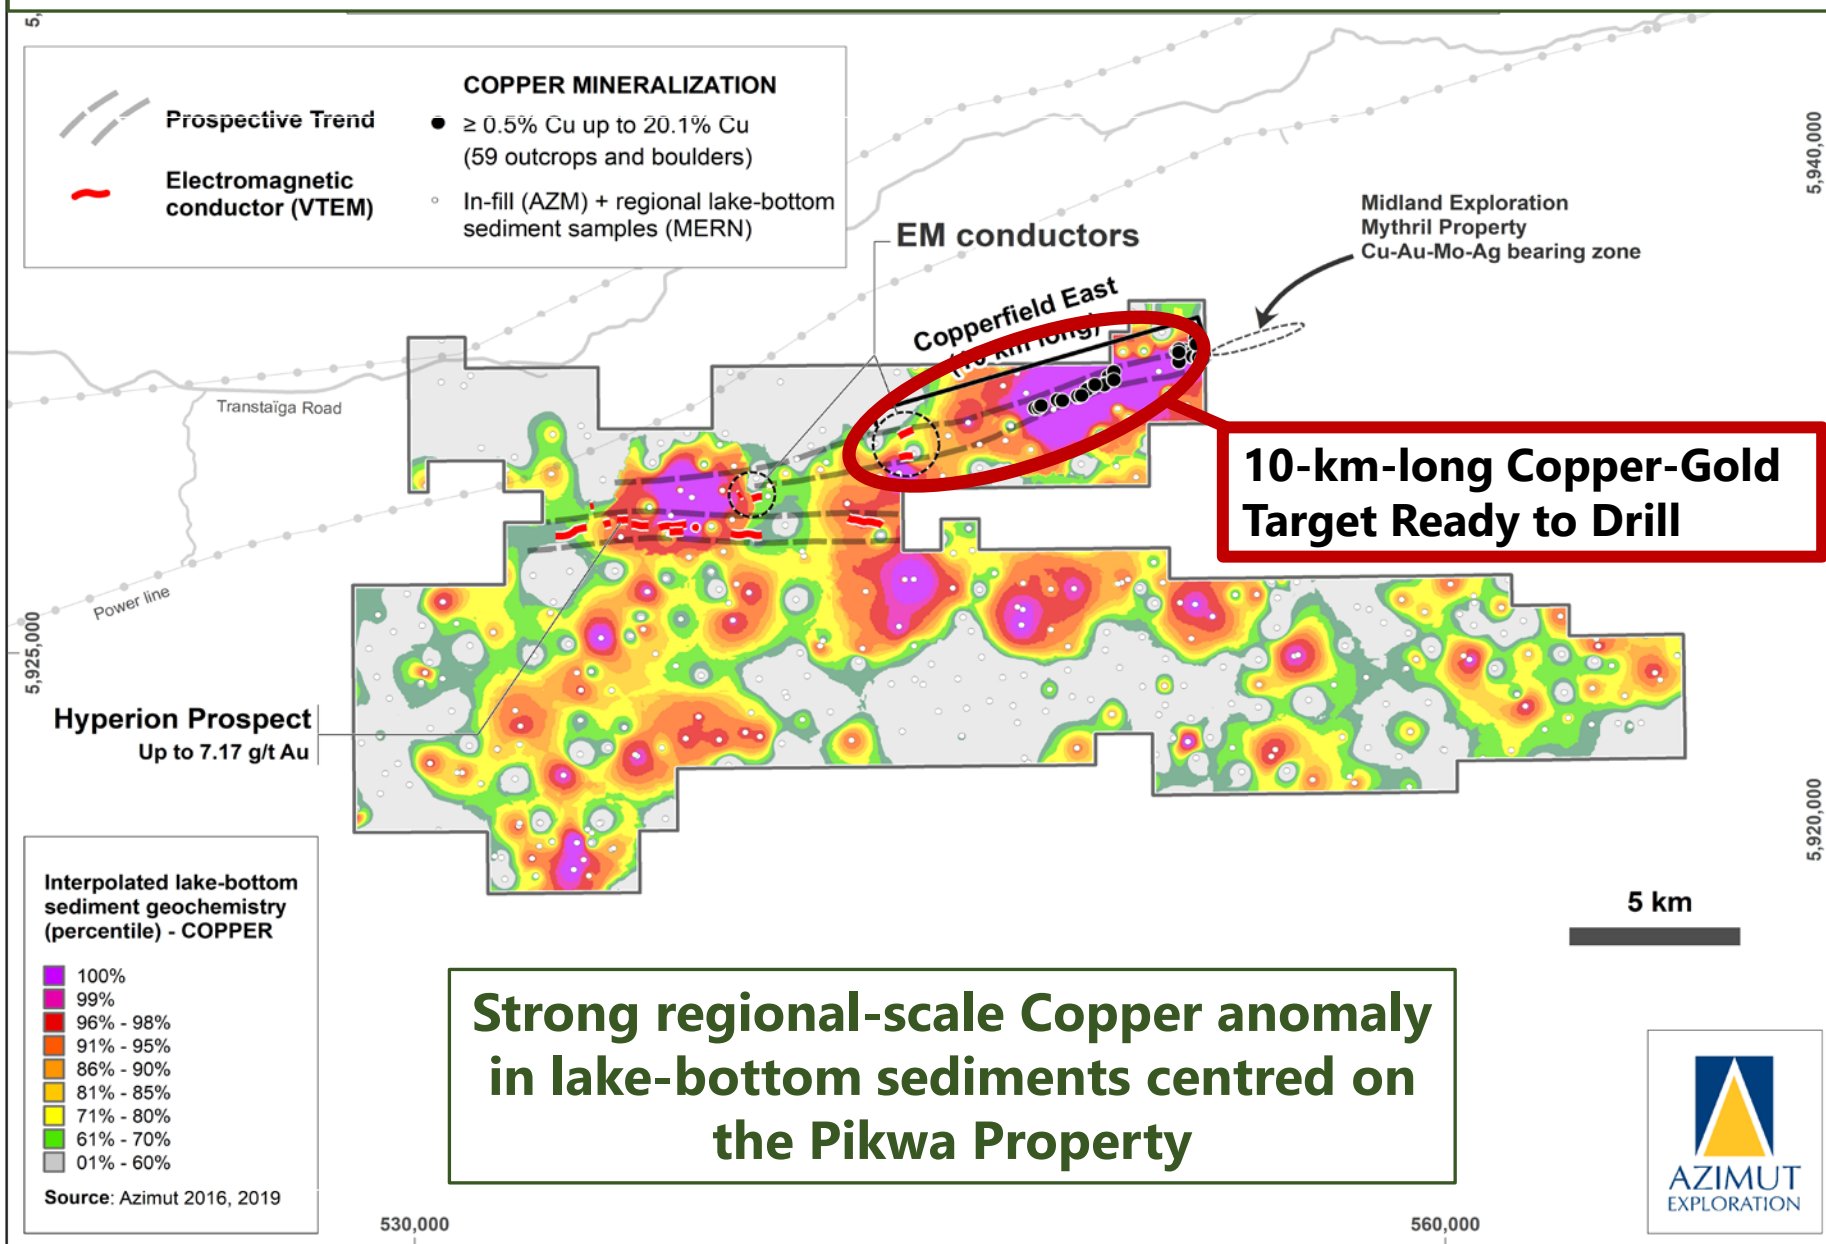 5,
Prospective Trend
Electromagnetic
conductor (VTEM)
COPPER MINERALIZATION
≥ 0.5% Cu up to 20.1% Cu
(59 outcrops and boulders)
In-fill (AZM) + regional lake-bottom
sediment samples (MERN)
EM conductors
Midland Exploration
Mythril Property
Cu-Au-Mo-Ag bearing zone
5,940,000
Copperfield East
km long)
Transtaïga Road
10-km-long Copper-Gold
Target Ready to Drill
Power line
5,925,000
Hyperion Prospect
Up to 7.17 g/t Au
5,920,000
Interpolated lake-bottom
sediment geochemistry
(percentile) - COPPER
100%
99%
96% - 98%
91% - 95%
86% - 90%
81% - 85%
71% - 80%
61% - 70%
01% - 60%
Source: Azimut 2016, 2019
5 km
Strong regional-scale Copper anomaly
in lake-bottom sediments centred on
the Pikwa Property
AZIMUT
EXPLORATION
530,000
560,000